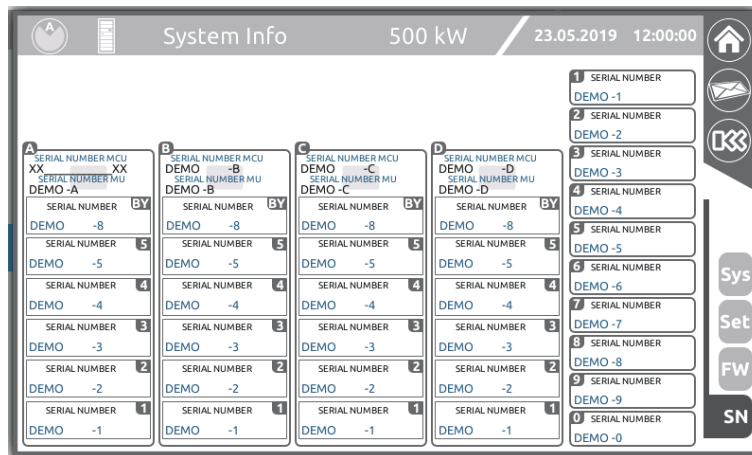 A System Info 500 kW 23.05.2019 12:00:00
1 SERIAL NUMBER
DEMO -1
2 SERIAL NUMBER
DEMO -2
3 SERIAL NUMBER
DEMO -3
4 SERIAL NUMBER
DEMO -4
5 SERIAL NUMBER
DEMO -5
6 SERIAL NUMBER
DEMO -6
7 SERIAL NUMBER
DEMO -7
8 SERIAL NUMBER
DEMO -8
9 SERIAL NUMBER
DEMO -9
0 SERIAL NUMBER
DEMO -0
A
SERIAL NUMBER MCU
XX________XX
SERIAL NUMBER MU
DEMO -A
SERIAL NUMBER BY
DEMO -8
SERIAL NUMBER 5
DEMO -5
SERIAL NUMBER 4
DEMO -4
SERIAL NUMBER 3
DEMO -3
SERIAL NUMBER 2
DEMO -2
SERIAL NUMBER 1
DEMO -1
B
SERIAL NUMBER MCU
DEMO -B
SERIAL NUMBER MU
DEMO -B
SERIAL NUMBER BY
DEMO -8
SERIAL NUMBER 5
DEMO -5
SERIAL NUMBER 4
DEMO -4
SERIAL NUMBER 3
DEMO -3
SERIAL NUMBER 2
DEMO -2
SERIAL NUMBER 1
DEMO -1
C
SERIAL NUMBER MCU
DEMO -C
SERIAL NUMBER MU
DEMO -C
SERIAL NUMBER BY
DEMO -8
SERIAL NUMBER 5
DEMO -5
SERIAL NUMBER 4
DEMO -4
SERIAL NUMBER 3
DEMO -3
SERIAL NUMBER 2
DEMO -2
SERIAL NUMBER 1
DEMO -1
D
SERIAL NUMBER MCU
DEMO -D
SERIAL NUMBER MU
DEMO -D
SERIAL NUMBER BY
DEMO -8
SERIAL NUMBER 5
DEMO -5
SERIAL NUMBER 4
DEMO -4
SERIAL NUMBER 3
DEMO -3
SERIAL NUMBER 2
DEMO -2
SERIAL NUMBER 1
DEMO -1
Sys
Set
FW
SN